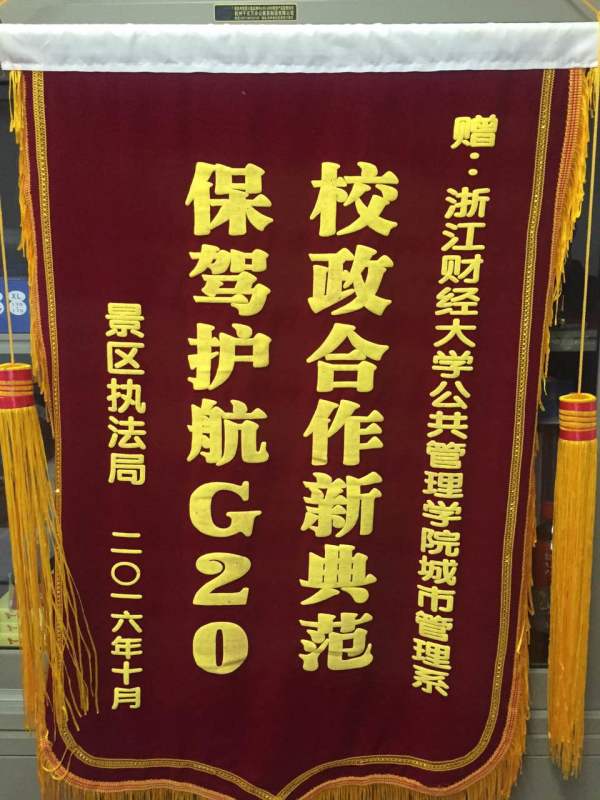 赠：浙江财经大学公共管理学院城市管理系
校政合作新典范
保驾护航G20
景区执法局 二〇一六年十月
XL